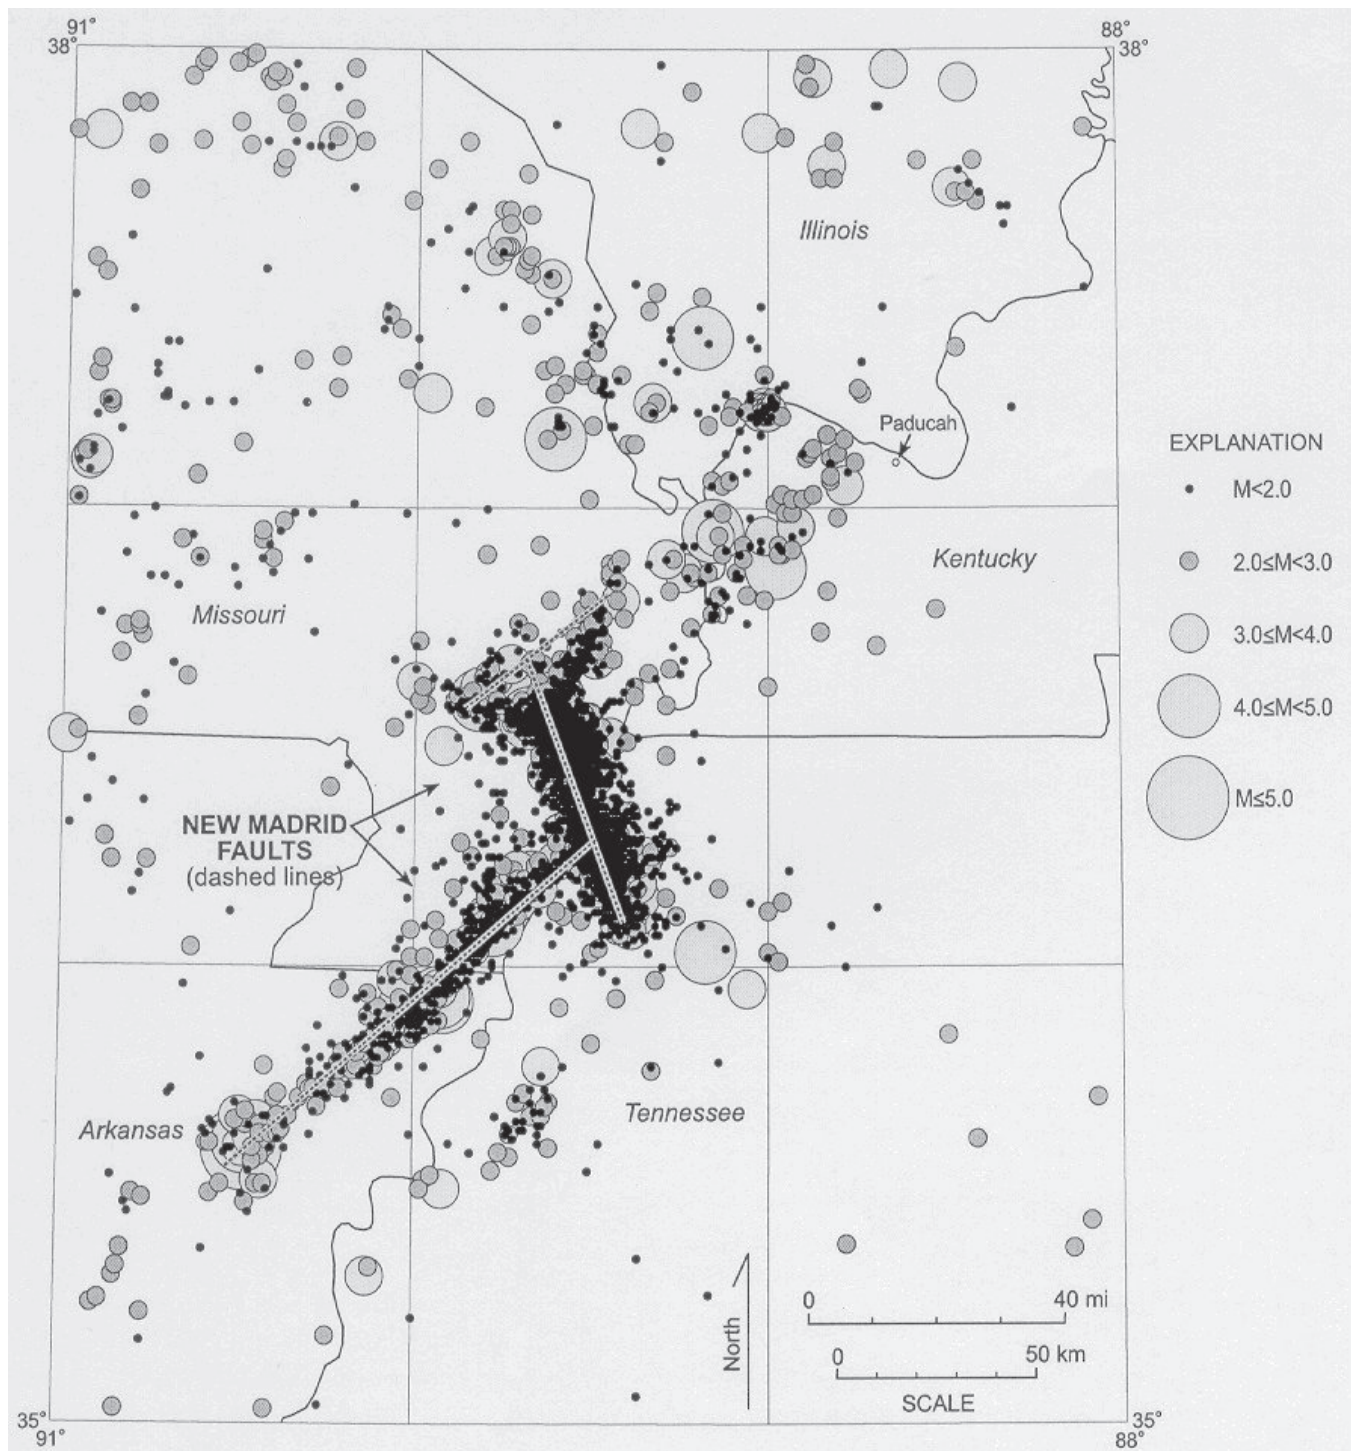 91°
88°
38°
38°
Illinois
Paducah
EXPLANATION
M<2.0
2.0≤M<3.0
Kentucky
Missouri
3.0≤M<4.0
4.0≤M<5.0
M≤5.0
NEW MADRID
FAULTS
(dashed lines)
Tennessee
Arkansas
North
0 40 mi
0 50 km
SCALE
35°
35°
91°
88°